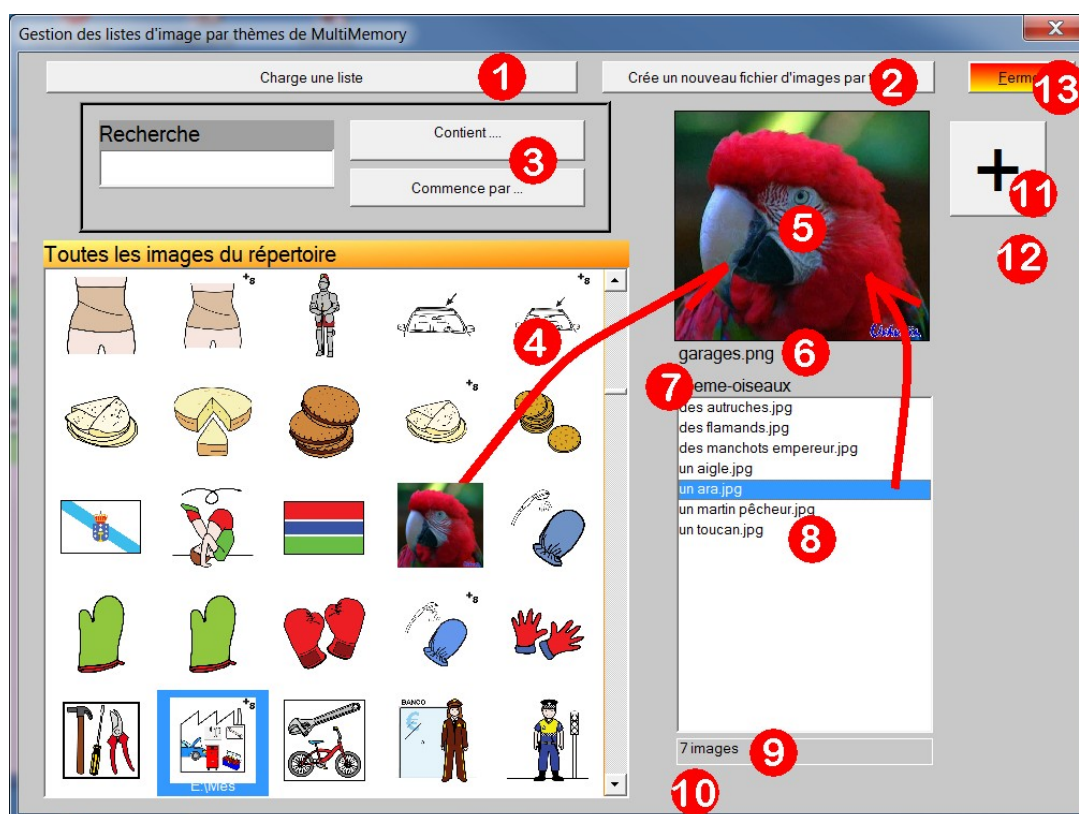 Gestion des listes d'image par thèmes de MultiMemory
X
Charge une liste
1
Crée un nouveau fichier d'images par
2
13
Recherche
Contient ....
3
Commence par ...
5
+
11
12
Toutes les images du répertoire
+s
+s
4
garages.png
6
7
eme-oiseaux
+s
des autruches.jpg
des flamands.jpg
des manchots empereur.jpg
un aigle.jpg
un ara.jpg
un martin pêcheur.jpg
un toucan.jpg
8
+s
BANCO
€
+s
E:\Mes
7 images
9
10